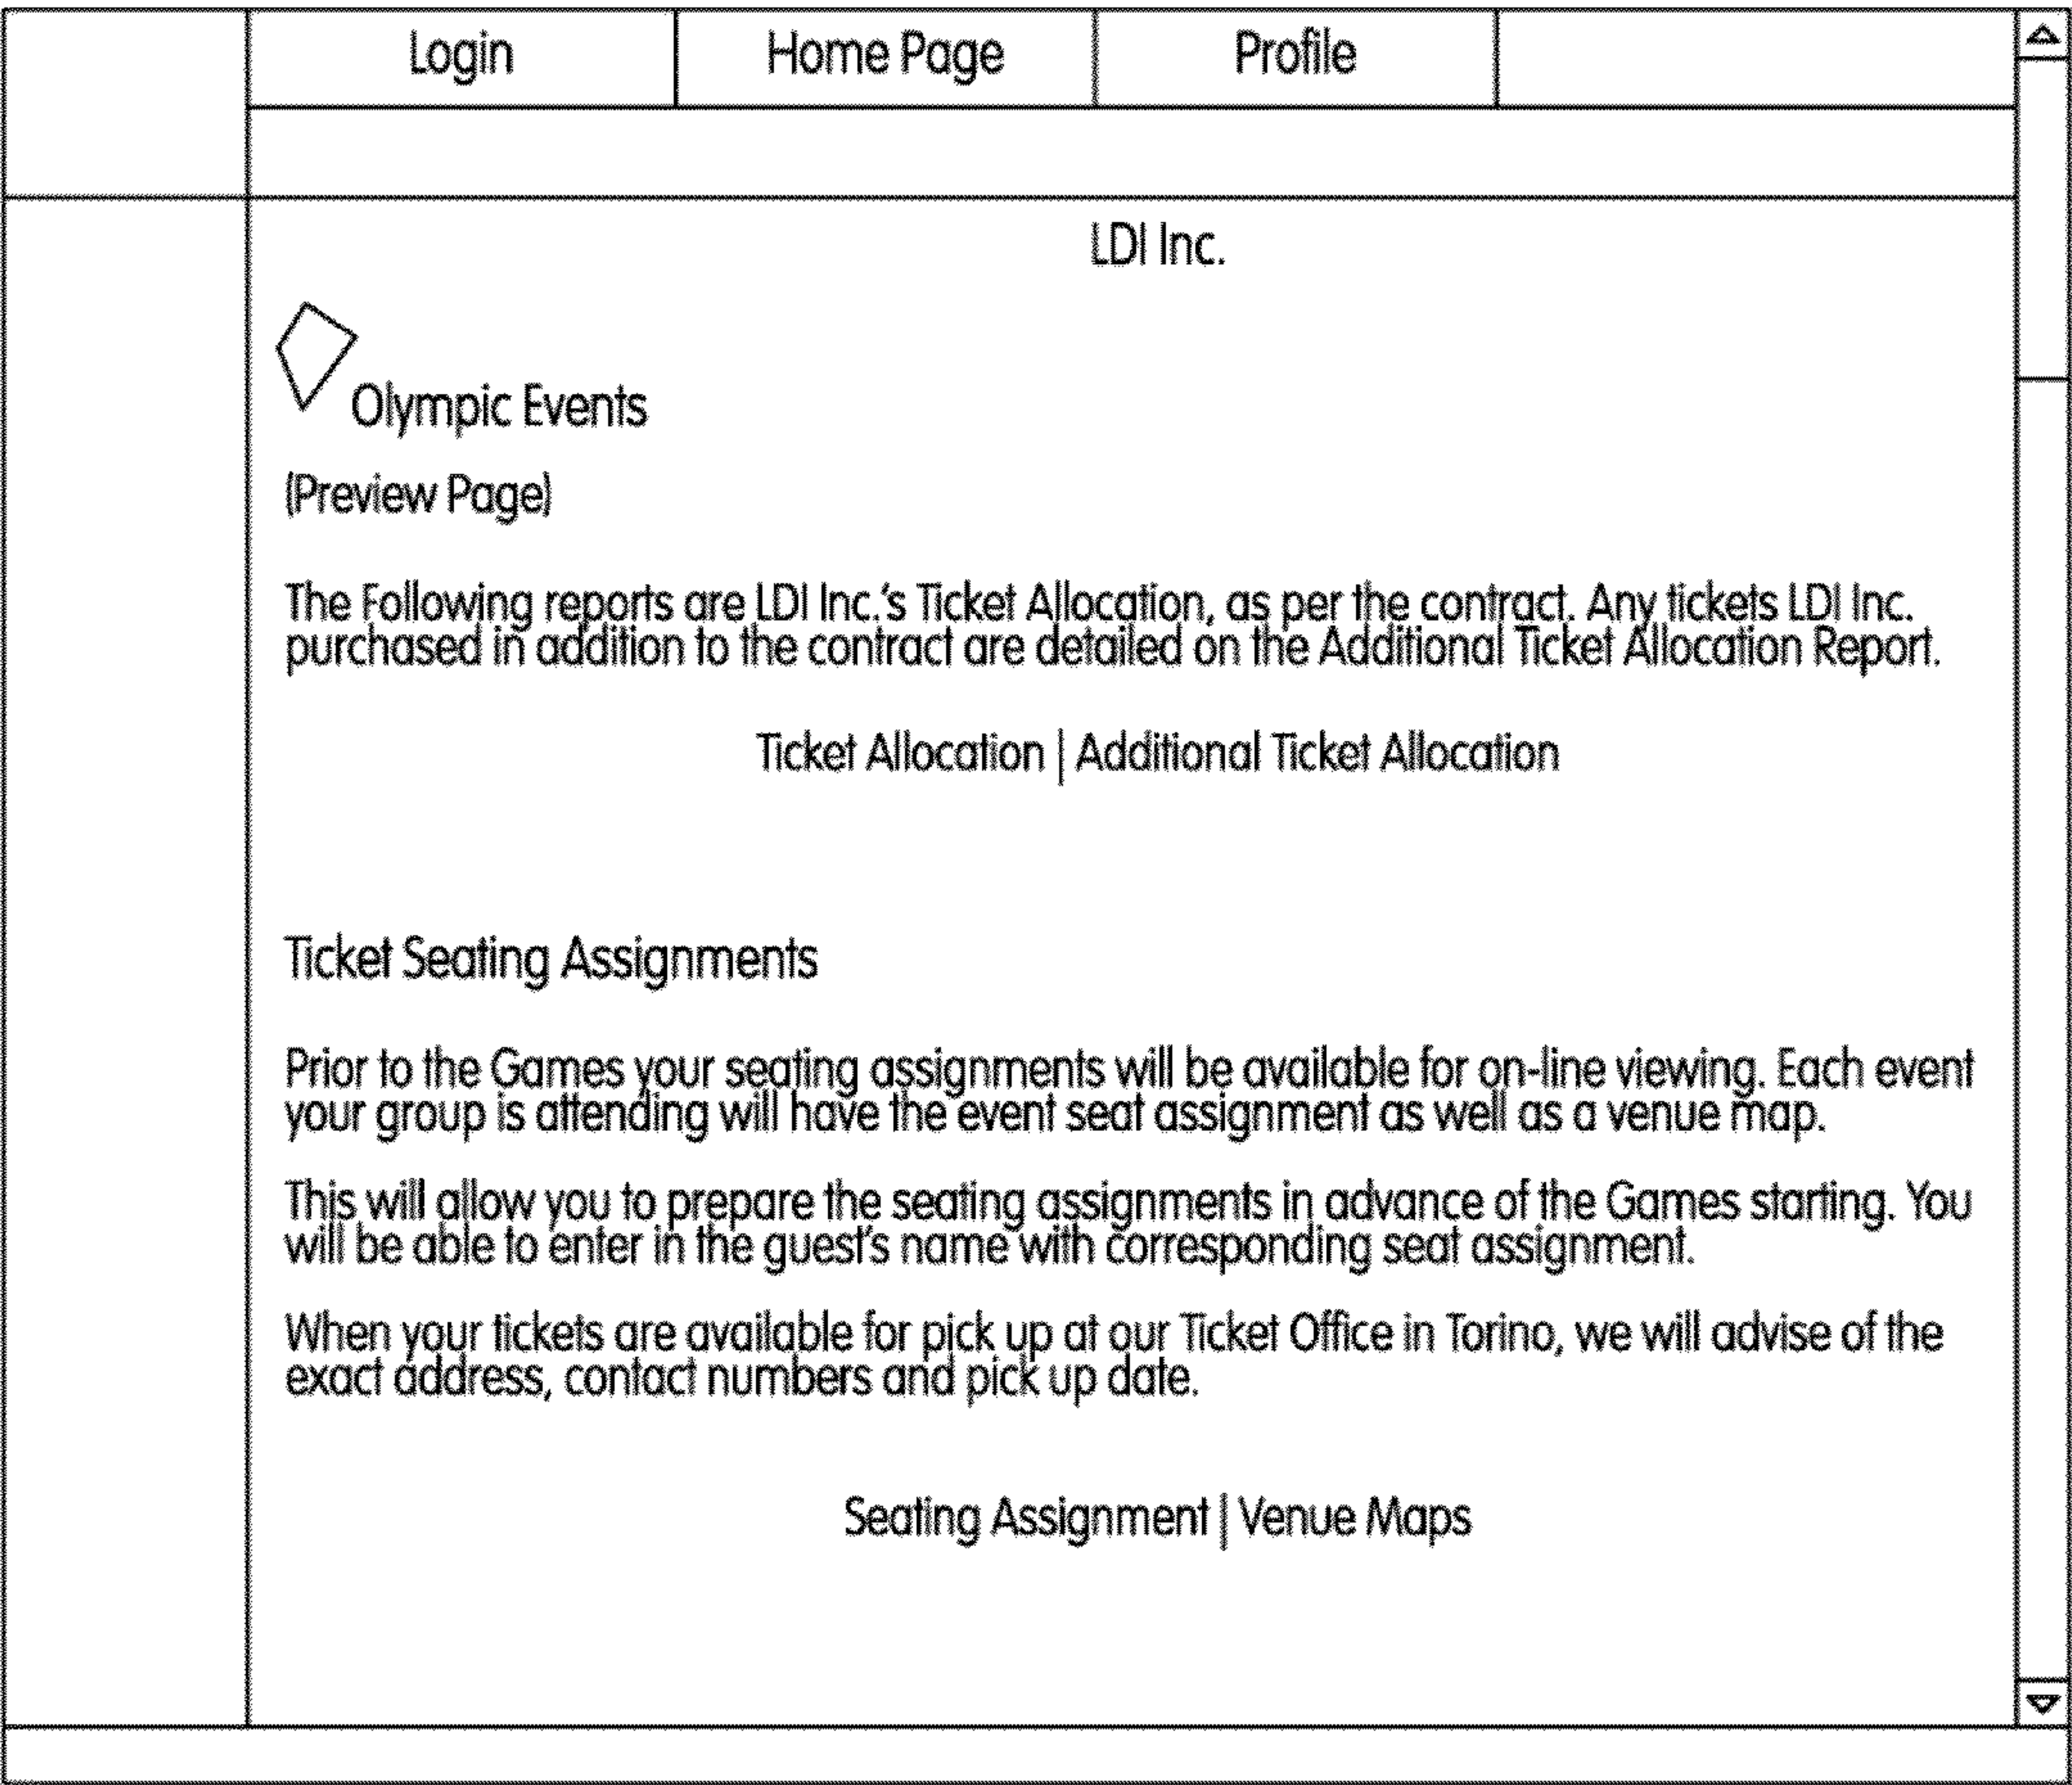 Login
Home Page
Profile
LDI Inc.
Olympic Events
(Preview Page)
The Following reports are LDI Inc.'s Ticket Allocation, as per the contract. Any tickets LDI Inc.
purchased in addition to the contract are detailed on the Additional Ticket Allocation Report.
Ticket Allocation | Additional Ticket Allocation
Ticket Seating Assignments
Prior to the Games your seating assignments will be available for on-line viewing. Each event
your group is attending will have the event seat assignment as well as a venue map.
This will allow you to prepare the seating assignments in advance of the Games starting. You
will be able to enter in the guest's name with corresponding seat assignment.
When your tickets are available for pick up at our Ticket Office in Torino, we will advise of the
exact address, contact numbers and pick up date.
Seating Assignment | Venue Maps